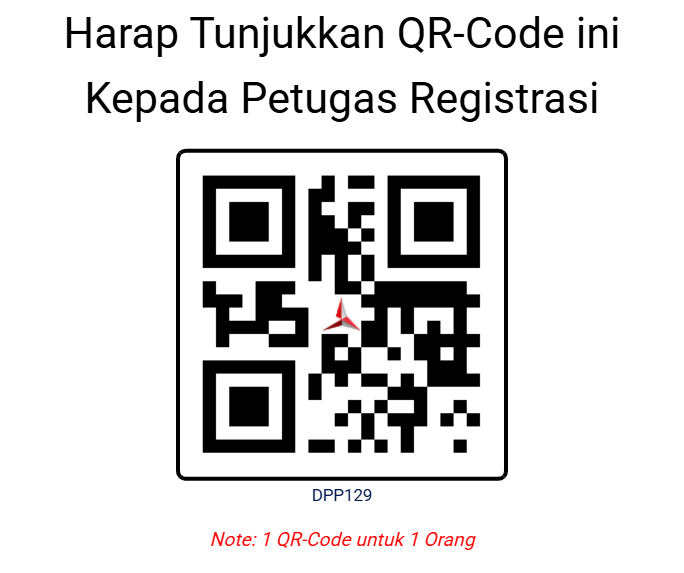 Harap Tunjukkan QR-Code ini
Kepada Petugas Registrasi
DPP129
Note: 1 QR-Code untuk 1 Orang